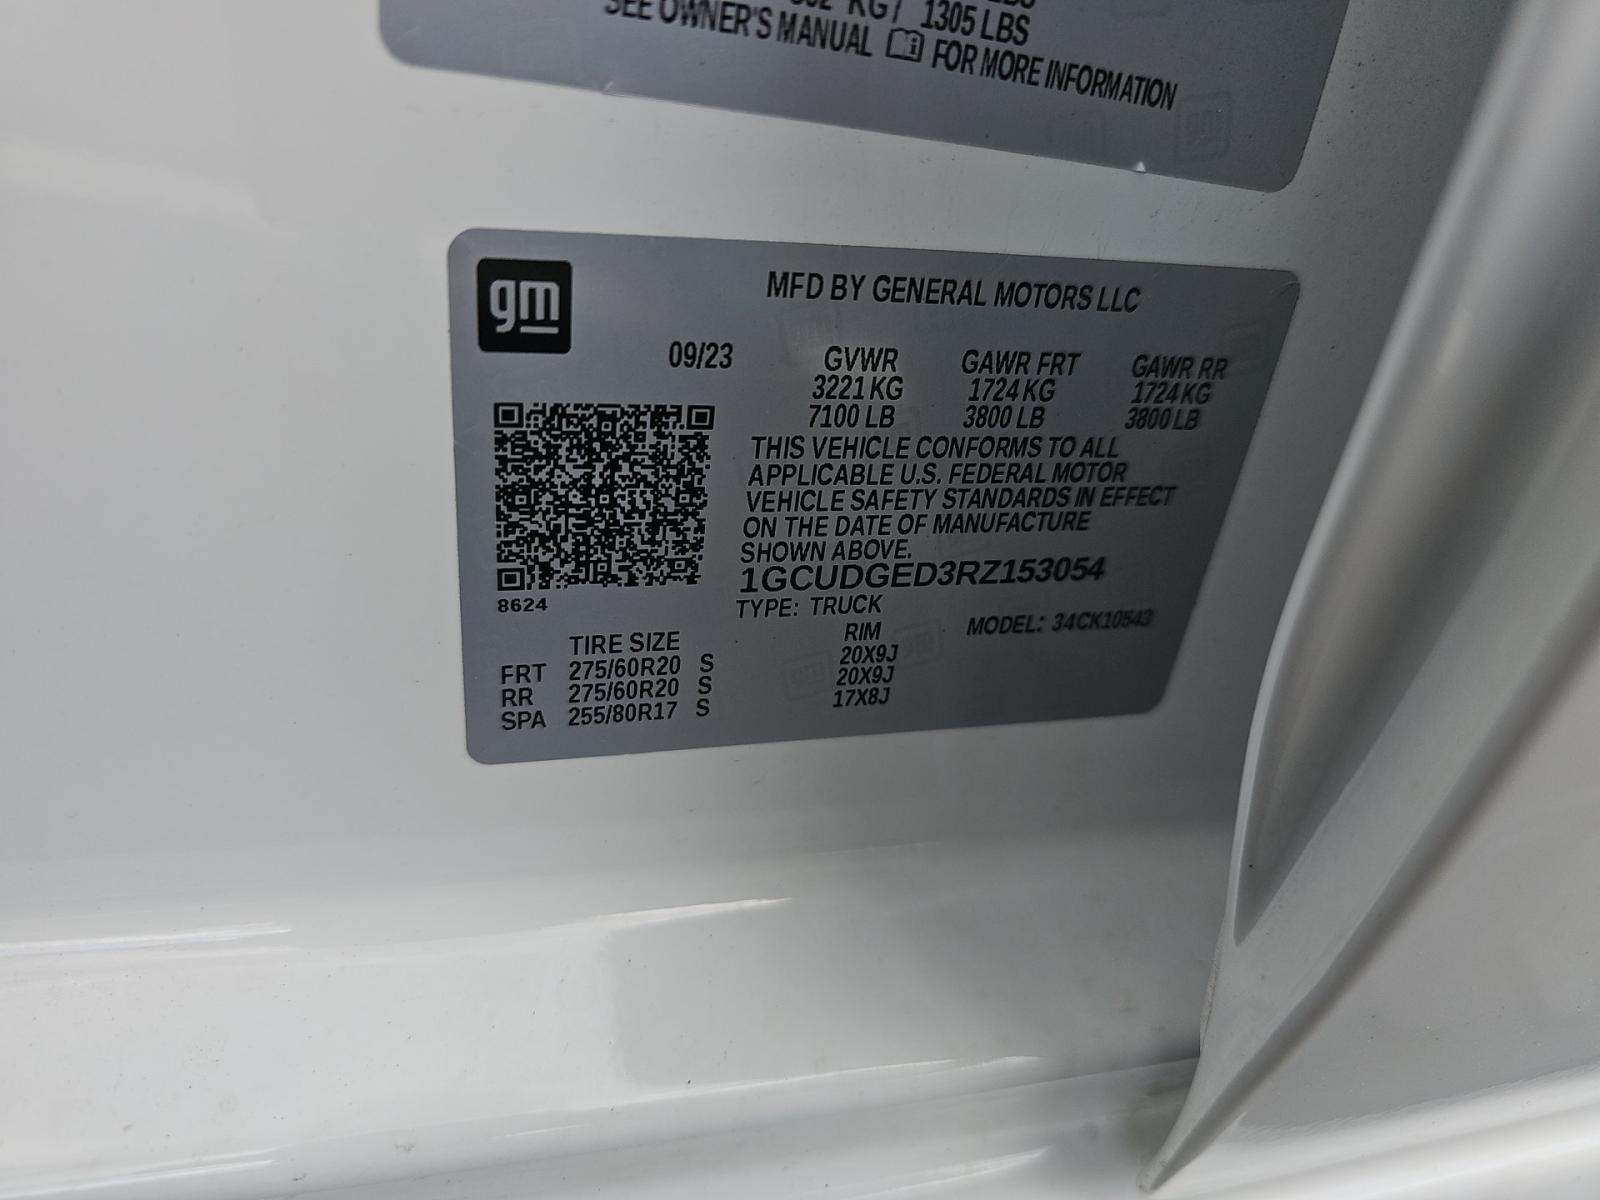 KG / 1305 LBS
SEE OWNER'S MANUAL FOR MORE INFORMATION
gm
MFD BY GENERAL MOTORS LLC
09/23 GVWR GAWR FRT GAWR RR
3221 KG 1724 KG 1724 KG
7100 LB 3800 LB 3800 LB
THIS VEHICLE CONFORMS TO ALL
APPLICABLE U.S. FEDERAL MOTOR
VEHICLE SAFETY STANDARDS IN EFFECT
ON THE DATE OF MANUFACTURE
SHOWN ABOVE.
1GCUDGED3RZ153054
8624
TYPE: TRUCK MODEL: 34CK10543
TIRE SIZE RIM
FRT 275/60R20 S 20X9J
RR 275/60R20 S 20X9J
SPA 255/80R17 S 17X8J